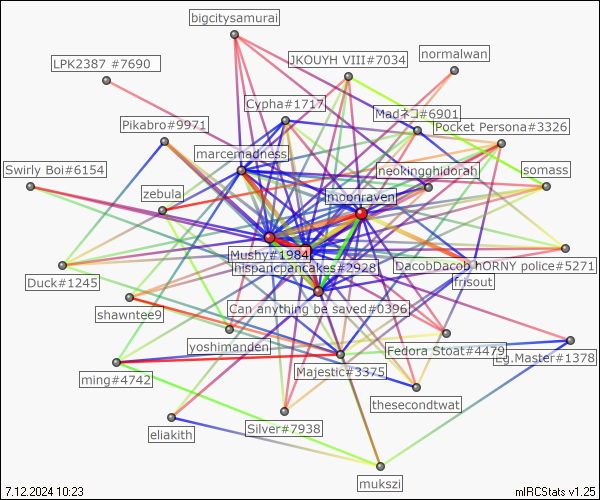 bigcitysamurai
normalwan
JKOUYH VIII#7034
LPK2387 #7690
Cypha#1717
Madネコ#6901
Pikabro#9971
Pocket Persona#3326
marcemadness
Swirly Boi#6154
neokingghidorah
somass
zebula
moonraven
Mushy#1984
hispancpancakes#2928
DacobDacob hORNY police#5271
Duck#1245
frisout
shawntee9
Can anything be saved#0396
yoshimanden
Fedora Stoat#4479
Eg.Master#1378
ming#4742
Majestic#3375
thesecondtwat
eliakith
Silver#7938
mukszi
7.12.2024 10:23
mIRCStats v1.25